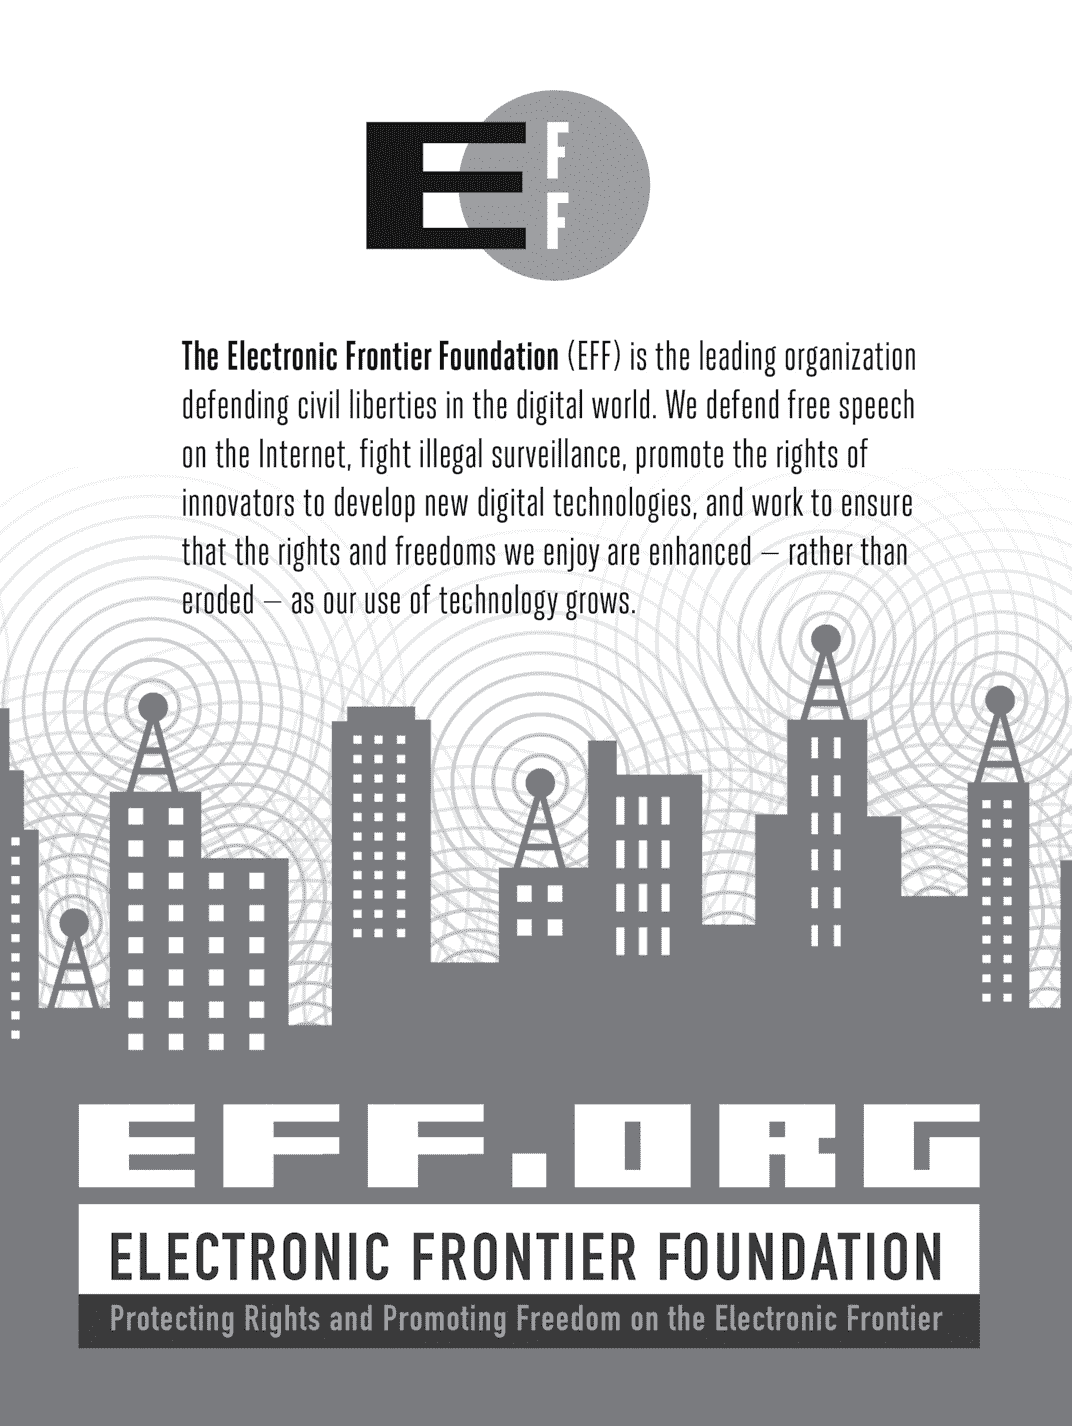 E
F
F
The Electronic Frontier Foundation (EFF) is the leading organization
defending civil liberties in the digital world. We defend free speech
on the Internet, fight illegal surveillance, promote the rights of
innovators to develop new digital technologies, and work to ensure
that the rights and freedoms we enjoy are enhanced — rather than
eroded — as our use of technology grows.
EFF.ORG
ELECTRONIC FRONTIER FOUNDATION
Protecting Rights and Promoting Freedom on the Electronic Frontier